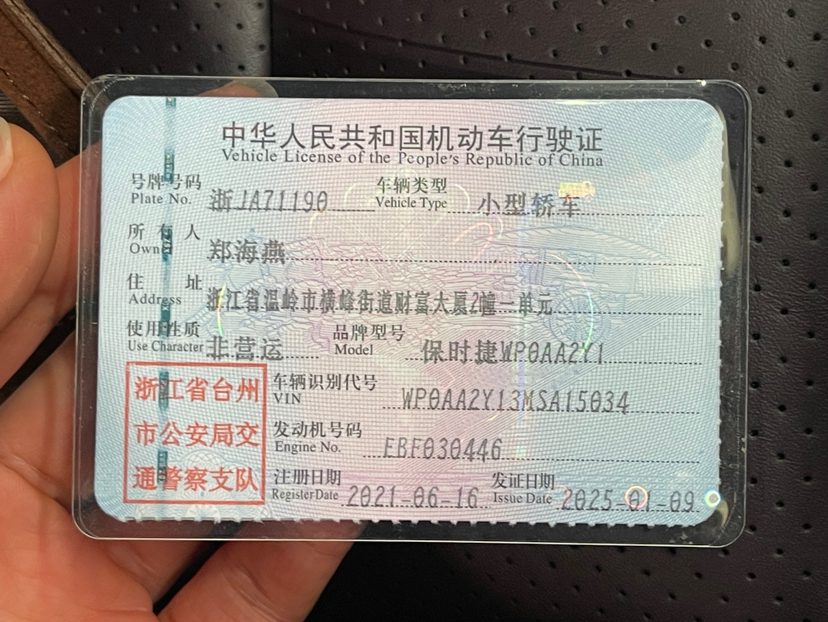 中华人民共和国机动车行驶证
Vehicle License of the People's Republic of China
号牌号码 浙JA71190 车辆类型 小型轿车
Plate No. Vehicle Type
所有人 郑海燕
Owner
住址 浙江省温岭市横峰街道财富大厦2幢一单元
Address
使用性质 非营运 品牌型号 保时捷WP0AA2Y1
Use Character Model
浙江省台州 车辆识别代号 WP0AA2Y13MSA15034
VIN
市公安局交 发动机号码 EBF030446
Engine No.
通警察支队 注册日期 2021-06-16 发证日期 2025-01-09
Register Date Issue Date